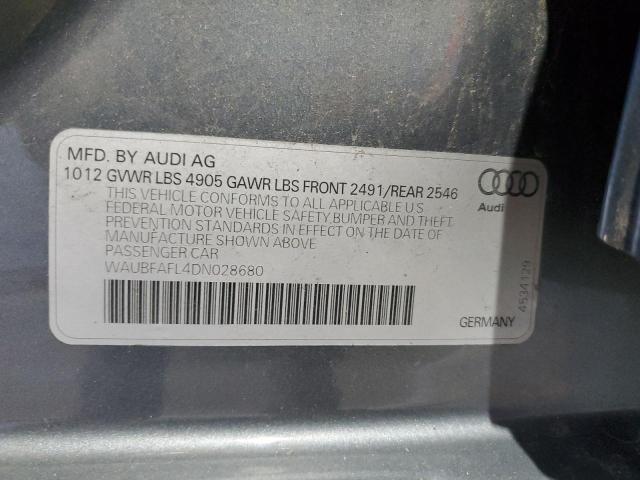 MFD. BY AUDI AG
1012 GVWR LBS 4905 GAWR LBS FRONT 2491/REAR 2546
THIS VEHICLE CONFORMS TO ALL APPLICABLE U.S
FEDERAL MOTOR VEHICLE SAFETY,BUMPER AND THEFT
PREVENTION STANDARDS IN EFFECT ON THE DATE OF
MANUFACTURE SHOWN ABOVE
PASSENGER CAR
WAUBFAFL4DN028680
Audi
4534129
GERMANY